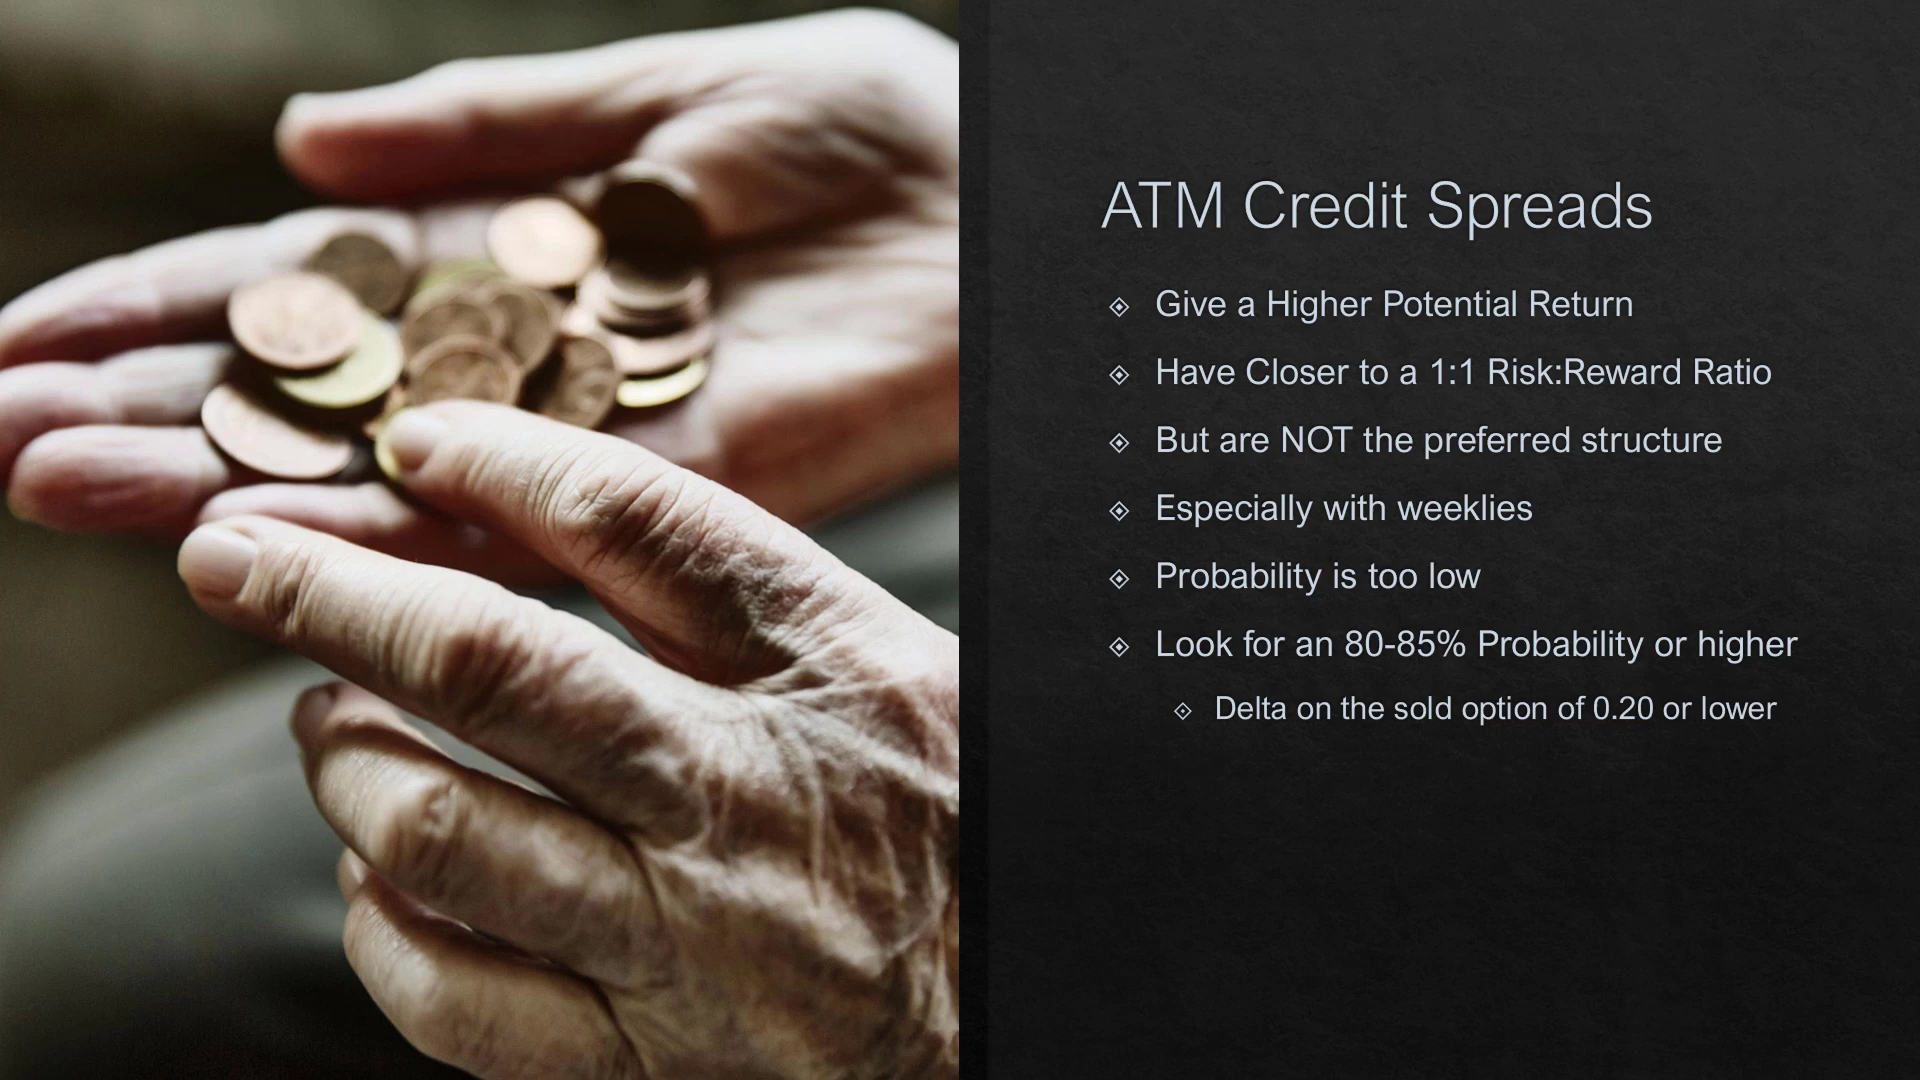 ATM Credit Spreads
Give a Higher Potential Return
Have Closer to a 1:1 Risk:Reward Ratio
But are NOT the preferred structure
Especially with weeklies
Probability is too low
Look for an 80-85% Probability or higher
Delta on the sold option of 0.20 or lower